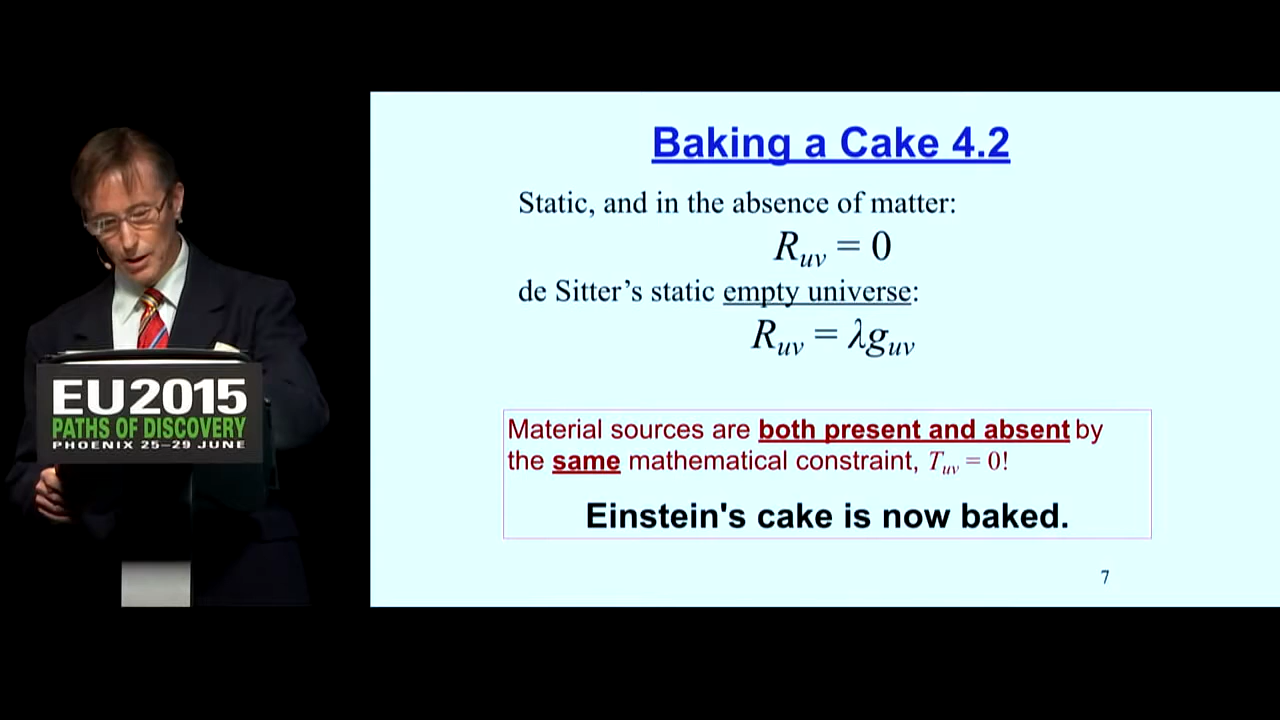 Baking a Cake 4.2
Static, and in the absence of matter:
R_uv = 0
de Sitter's static empty universe:
R_uv = λg_uv
Material sources are both present and absent by
the same mathematical constraint, T_uv = 0!
Einstein's cake is now baked.
7
EU2015
PATHS OF DISCOVERY
PHOENIX 25–29 JUNE